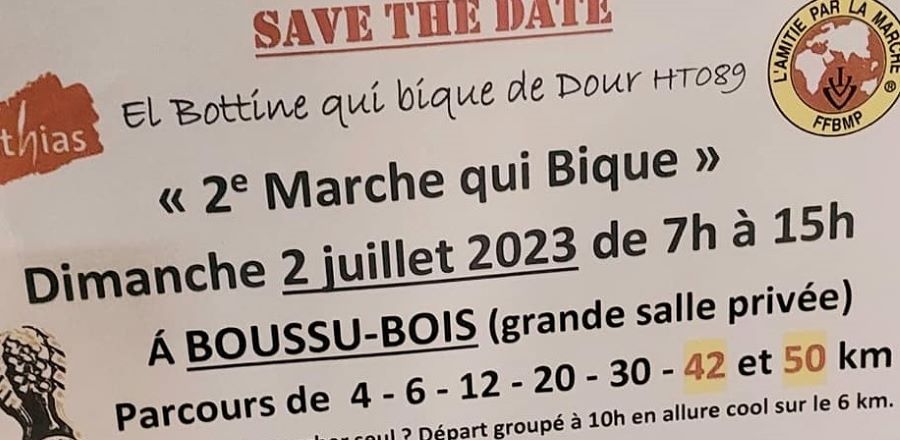 SAVE THE DATE
L'AMITIE PAR LA MARCHE
®
FFBMP
thias
El Bottine qui bique de Dour HT089
« 2e Marche qui Bique »
Dimanche 2 juillet 2023 de 7h à 15h
Á BOUSSU-BOIS (grande salle privée)
Parcours de 4 - 6 - 12 - 20 - 30 - 42 et 50 km
seul ? Départ groupé à 10h en allure cool sur le 6 km.